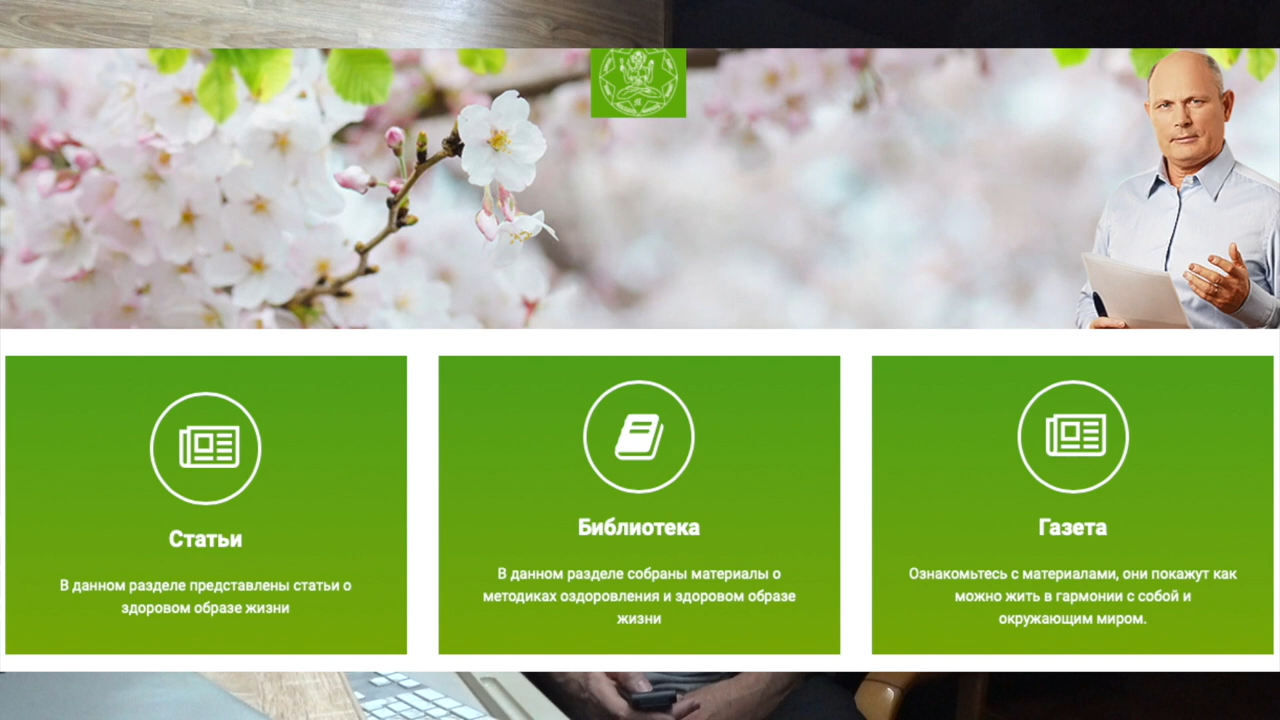 Статьи
В данном разделе представлены статьи о
здоровом образе жизни
Библиотека
В данном разделе собраны материалы о
методиках оздоровления и здоровом образе
жизни
Газета
Ознакомьтесь с материалами, они покажут как
можно жить в гармонии с собой и
окружающим миром.